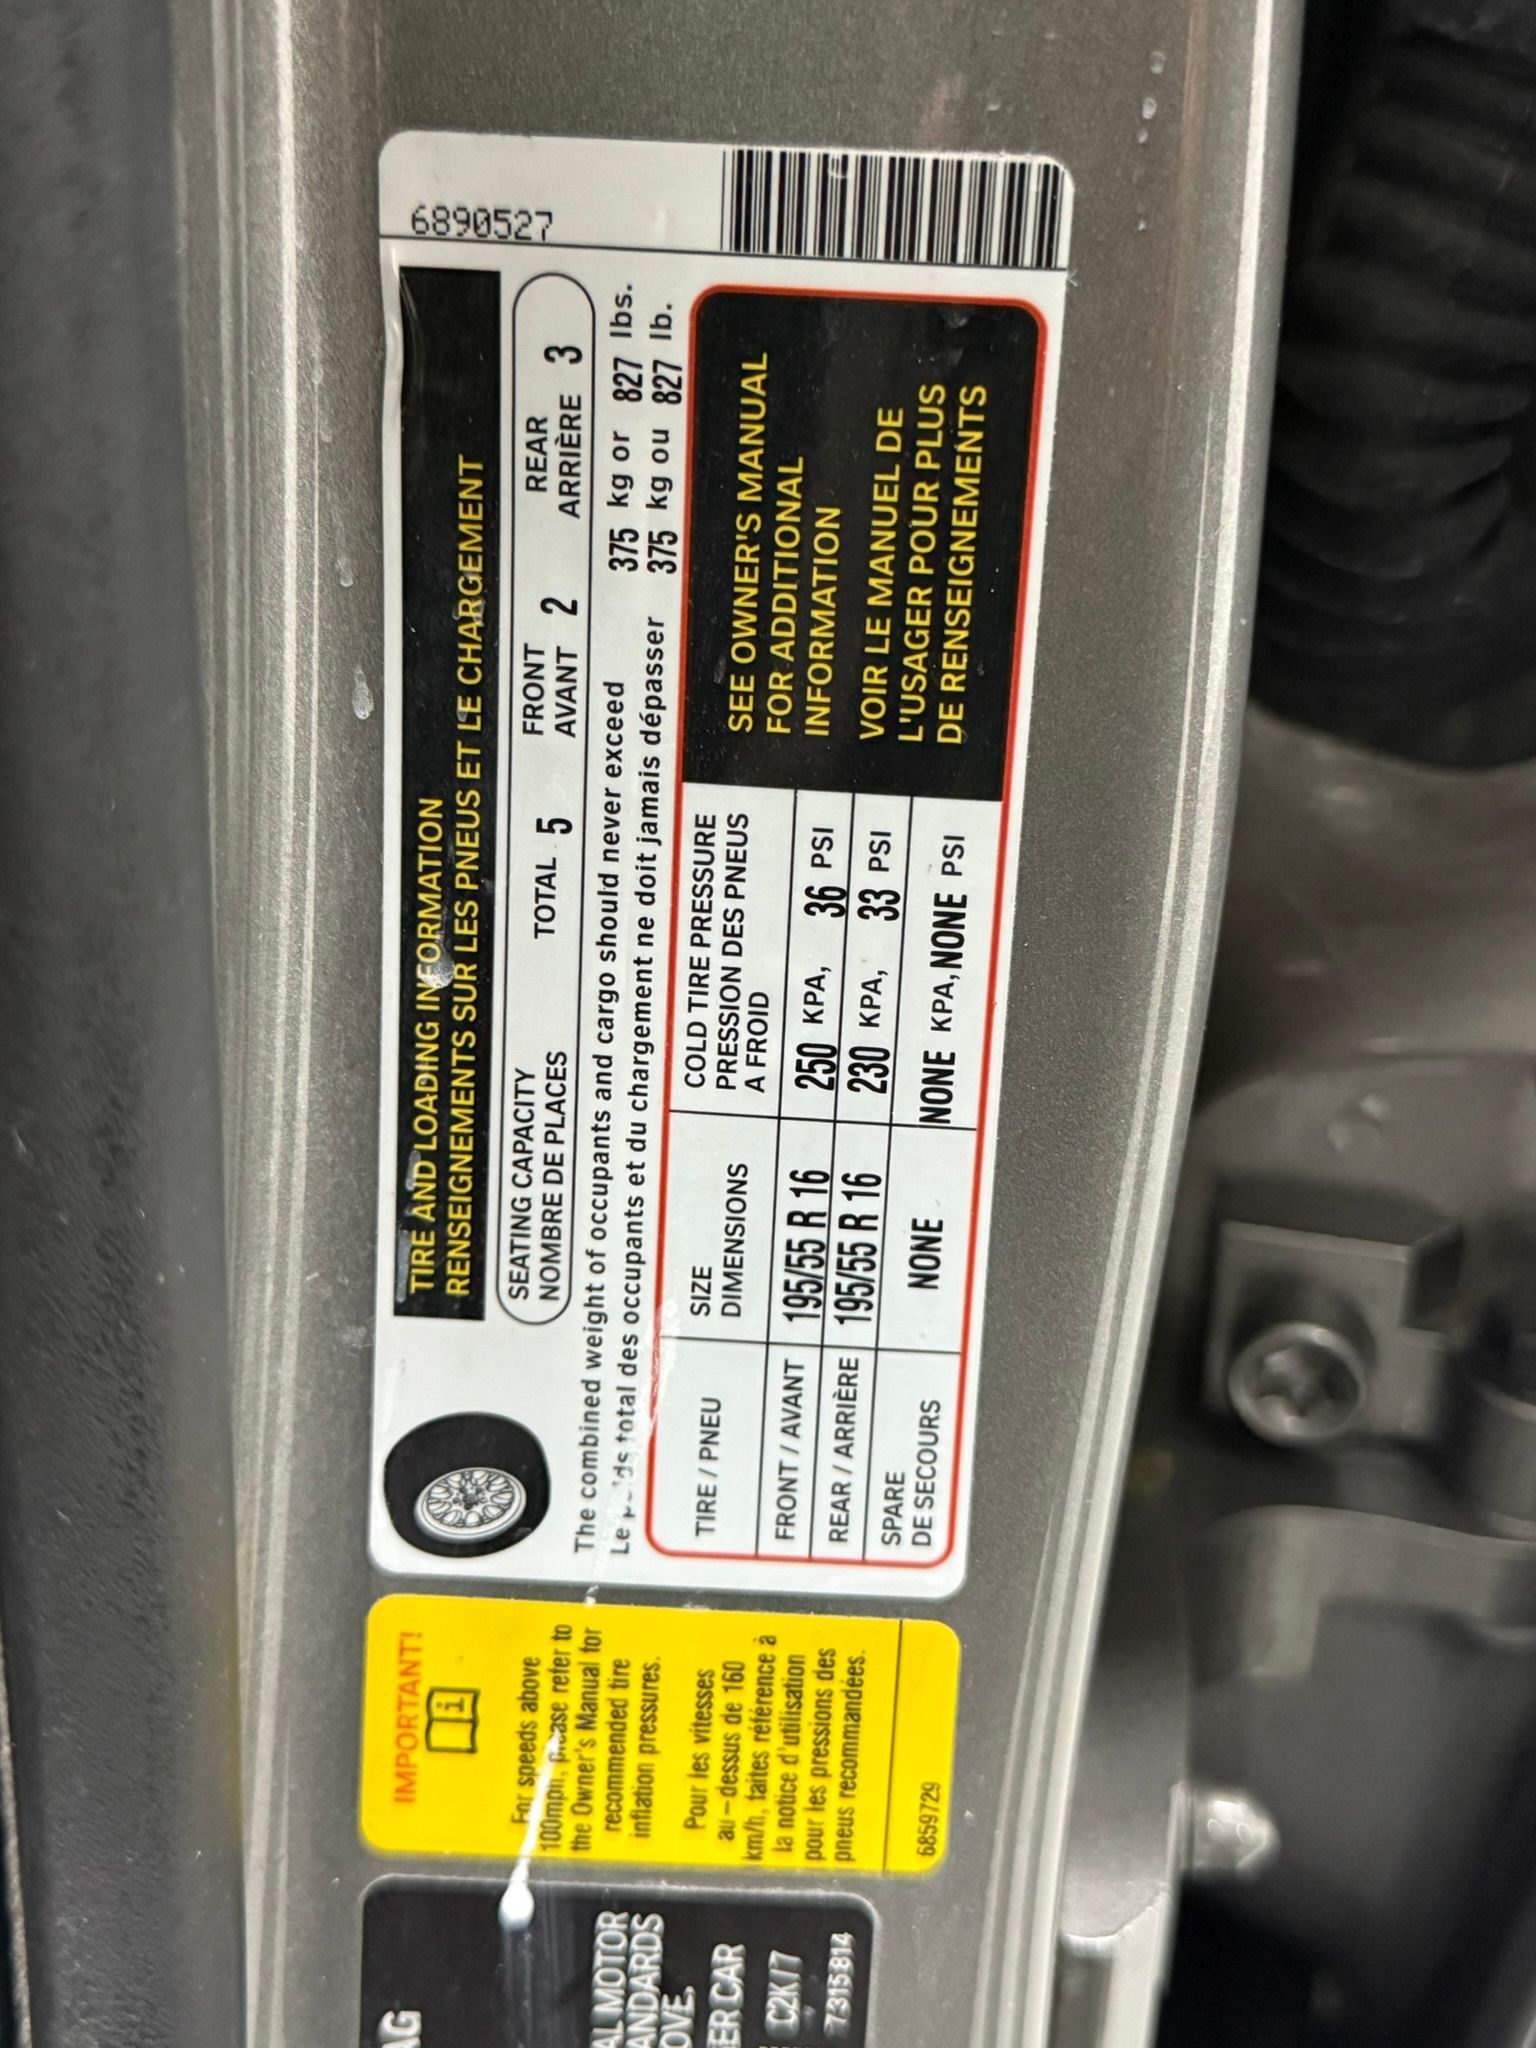 TIRE AND LOADING INFORMATION
RENSEIGNEMENTS SUR LES PNEUS ET LE CHARGEMENT
6890527
SEATING CAPACITY TOTAL 5 FRONT 2 REAR 3
NOMBRE DE PLACES AVANT ARRIÈRE
The combined weight of occupants and cargo should never exceed 375 kg or 827 lbs.
Le poids total des occupants et du chargement ne doit jamais dépasser 375 kg ou 827 lb.
TIRE / PNEU
SIZE
DIMENSIONS
COLD TIRE PRESSURE
PRESSION DES PNEUS
A FROID
FRONT / AVANT 195/55 R 16 250 KPA, 36 PSI
REAR / ARRIÈRE 195/55 R 16 230 KPA, 33 PSI
SPARE
DE SECOURS NONE NONE KPA, NONE PSI
SEE OWNER'S MANUAL
FOR ADDITIONAL
INFORMATION
VOIR LE MANUEL DE
L'USAGER POUR PLUS
DE RENSEIGNEMENTS
IMPORTANT!
i
For speeds above
100mph, please refer to
the Owner's Manual for
recommended tire
inflation pressures.
Pour les vitesses
au-dessus de 160
km/h, faites référence à
la notice d'utilisation
pour les pressions des
pneus recommandées.
6859729
AG
AL MOTOR
ANDARDS
OVE.
ER CAR
C2K/7
7315814